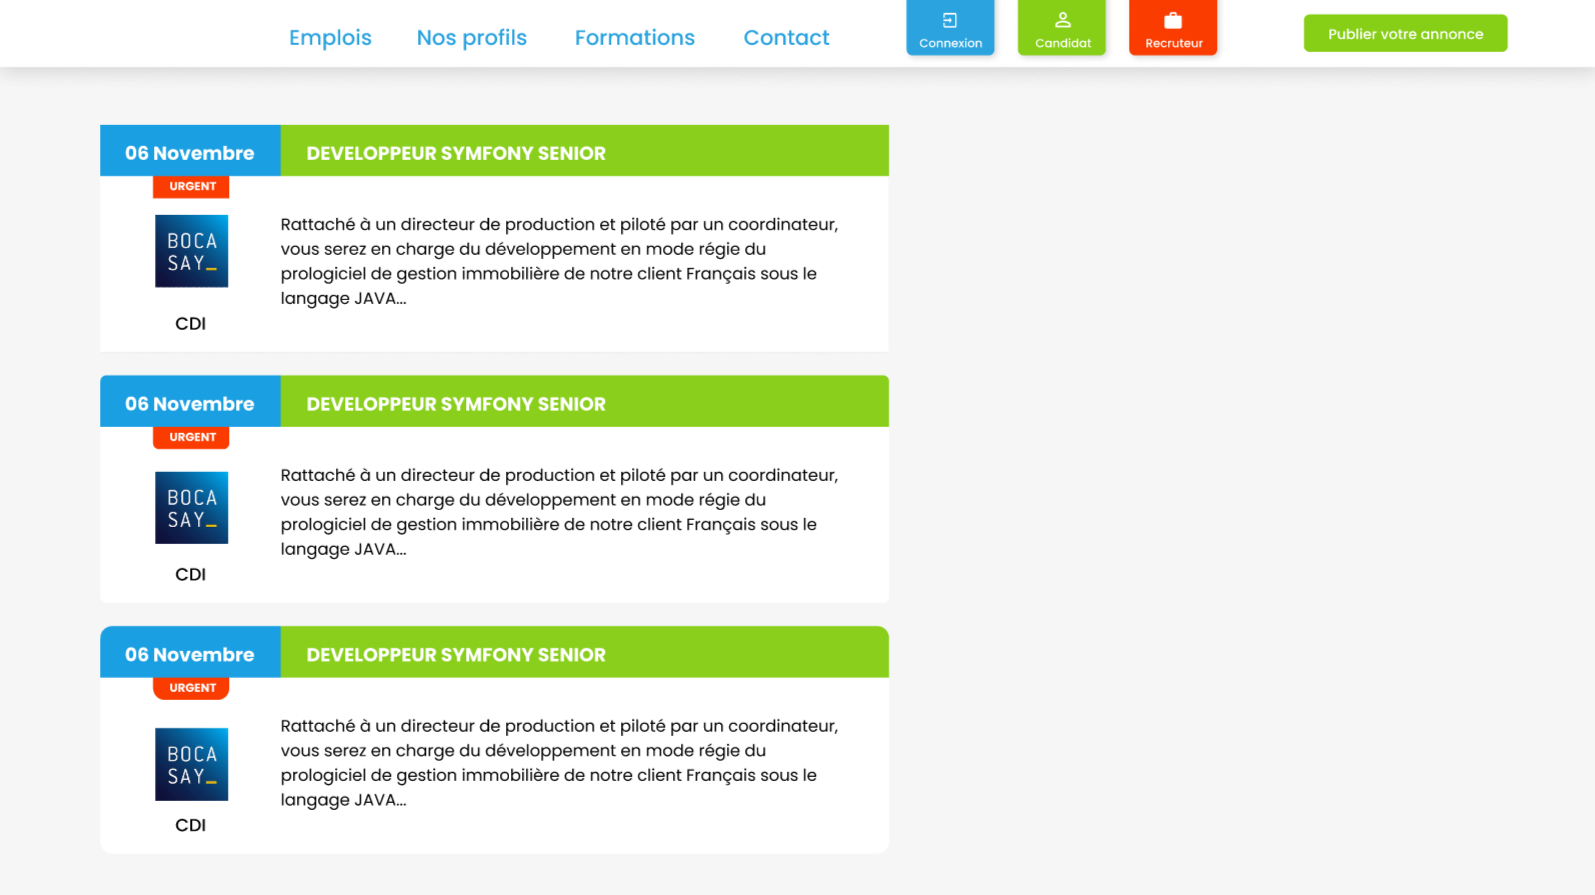 Emplois
Nos profils
Formations
Contact
Connexion
Candidat
Recruteur
Publier votre annonce
06 Novembre
DEVELOPPEUR SYMFONY SENIOR
URGENT
BOCA
SAY_
CDI
Rattaché à un directeur de production et piloté par un coordinateur,
vous serez en charge du développement en mode régie du
prologiciel de gestion immobilière de notre client Français sous le
langage JAVA...
06 Novembre
DEVELOPPEUR SYMFONY SENIOR
URGENT
BOCA
SAY_
CDI
Rattaché à un directeur de production et piloté par un coordinateur,
vous serez en charge du développement en mode régie du
prologiciel de gestion immobilière de notre client Français sous le
langage JAVA...
06 Novembre
DEVELOPPEUR SYMFONY SENIOR
URGENT
BOCA
SAY_
CDI
Rattaché à un directeur de production et piloté par un coordinateur,
vous serez en charge du développement en mode régie du
prologiciel de gestion immobilière de notre client Français sous le
langage JAVA...